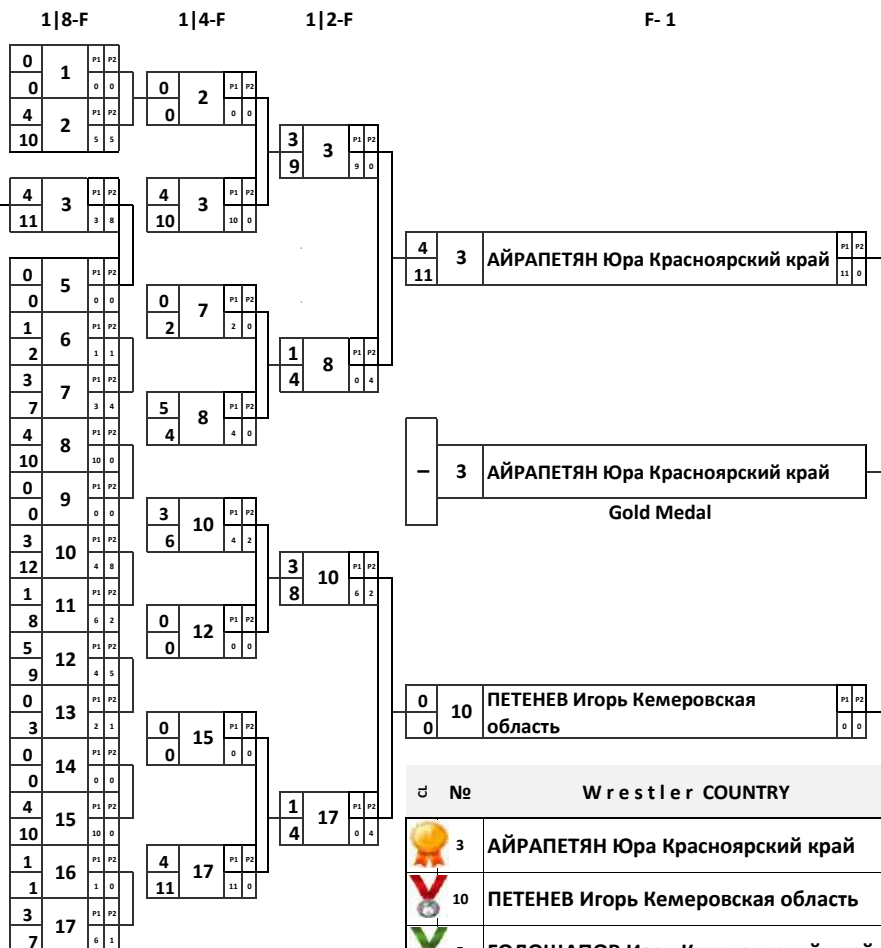 1|8-F 1|4-F 1|2-F F- 1
0 1 P1 P2
0 0 0
4 2 P1 P2
10 5 5
4 3 P1 P2
11 3 8
0 5 P1 P2
0 0 0
1 6 P1 P2
2 1 1
3 7 P1 P2
7 3 4
4 8 P1 P2
10 10 0
0 9 P1 P2
0 0 0
3 10 P1 P2
12 4 8
1 11 P1 P2
8 6 2
5 12 P1 P2
9 4 5
0 13 P1 P2
3 2 1
0 14 P1 P2
0 0 0
4 15 P1 P2
10 10 0
1 16 P1 P2
1 1 0
3 17 P1 P2
7 6 1
0 2 P1 P2
0 0 0
4 3 P1 P2
10 10 0
0 7 P1 P2
2 2 0
5 8 P1 P2
4 4 0
3 10 P1 P2
6 4 2
0 12 P1 P2
0 0 0
0 15 P1 P2
0 0 0
4 17 P1 P2
11 11 0
3 3 P1 P2
9 9 0
1 8 P1 P2
4 0 4
3 10 P1 P2
8 6 2
1 17 P1 P2
4 0 4
4 3 АЙРАПЕТЯН Юра Красноярский край P1 P2
11 11 0
– 3 АЙРАПЕТЯН Юра Красноярский край
Gold Medal
0 10 ПЕТЕНЕВ Игорь Кемеровская P1 P2
0 область 0 0
CL № Wrestler COUNTRY
3 АЙРАПЕТЯН Юра Красноярский край
10 ПЕТЕНЕВ Игорь Кемеровская область